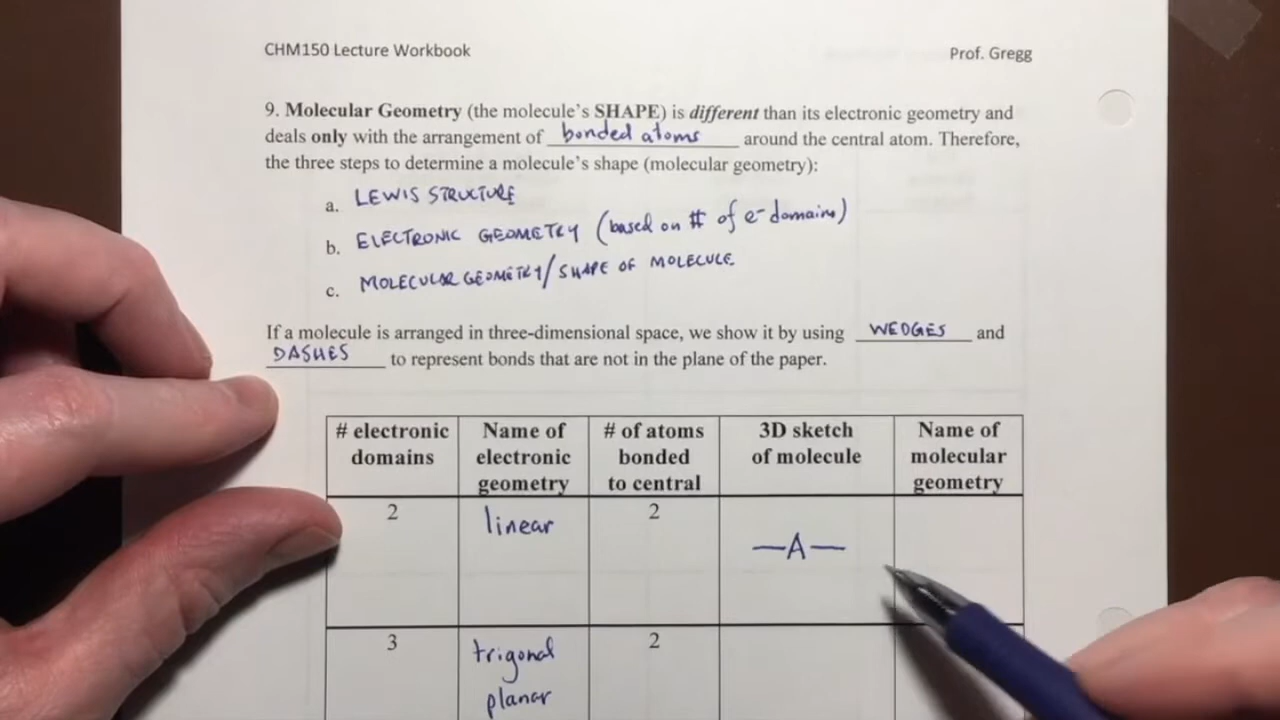 CHM150 Lecture Workbook
Prof. Gregg
9. Molecular Geometry (the molecule's SHAPE) is different than its electronic geometry and
deals only with the arrangement of bonded atoms around the central atom. Therefore,
the three steps to determine a molecule's shape (molecular geometry):
a. LEWIS STRUCTURE
b. ELECTRONIC GEOMETRY (based on # of e- domains)
c. MOLECULAR GEOMETRY/SHAPE OF MOLECULE
If a molecule is arranged in three-dimensional space, we show it by using WEDGES and
DASHES to represent bonds that are not in the plane of the paper.
# electronic
domains
Name of
electronic
geometry
# of atoms
bonded
to central
3D sketch
of molecule
Name of
molecular
geometry
2
linear
2
—A—
3
trigonal
planar
2